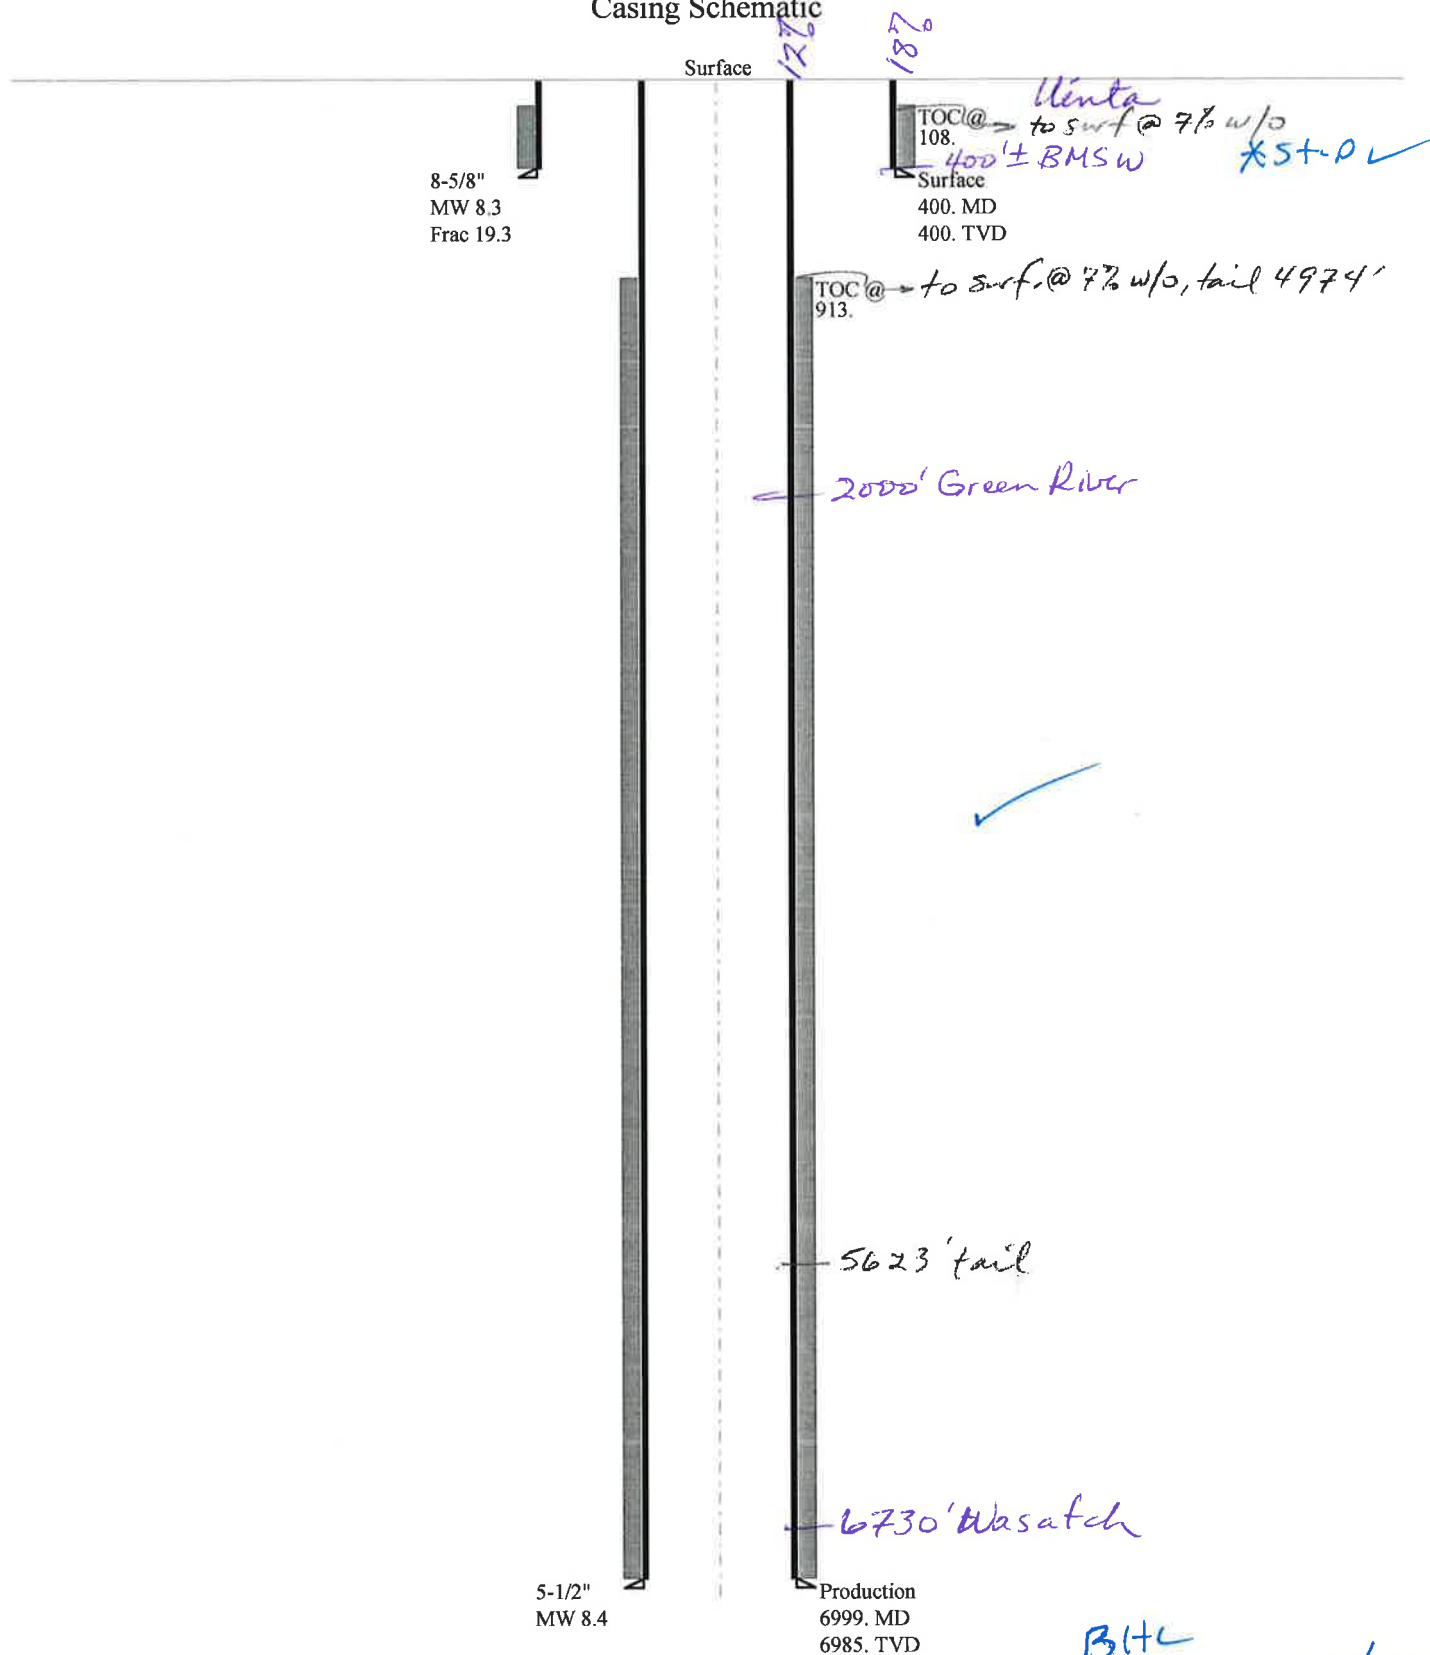 Casing Schematic
12%
18%
Surface
Uinta
TOC @
108.
to surf @ 7% w/o
400'± BMSW
*St-D ✓
8-5/8"
MW 8.3
Frac 19.3
Surface
400. MD
400. TVD
TOC @
913.
to surf. @ 7% w/o, tail 4974'
2000' Green River
✓
5623' tail
6730' Wasatch
5-1/2"
MW 8.4
Production
6999. MD
6985. TVD
BHL